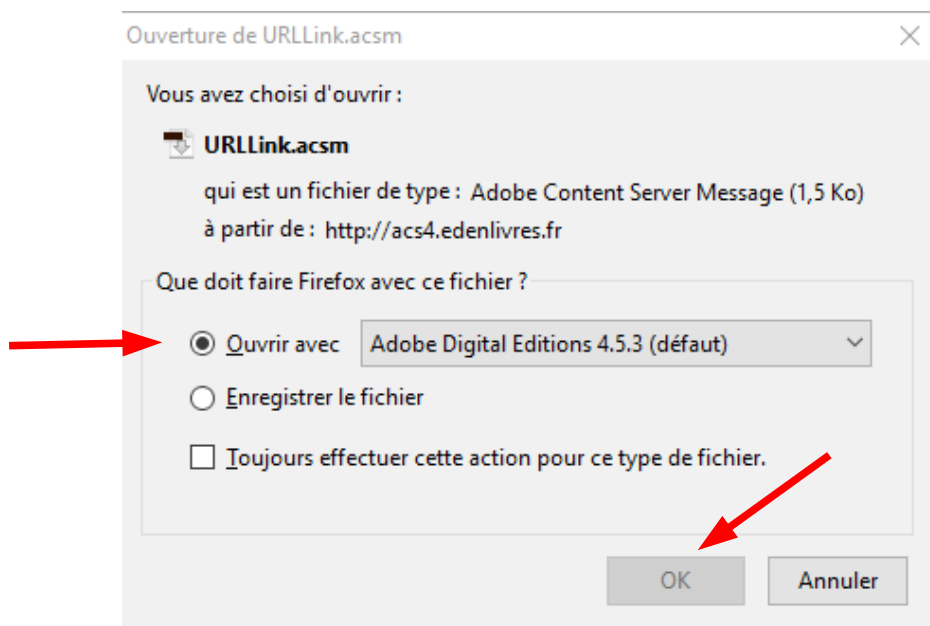 Ouverture de URLLink.acsm
Vous avez choisi d'ouvrir :
URLLink.acsm
qui est un fichier de type : Adobe Content Server Message (1,5 Ko)
à partir de : http://acs4.edenlivres.fr
Que doit faire Firefox avec ce fichier ?
Ouvrir avec Adobe Digital Editions 4.5.3 (défaut)
Enregistrer le fichier
Toujours effectuer cette action pour ce type de fichier.
OK Annuler